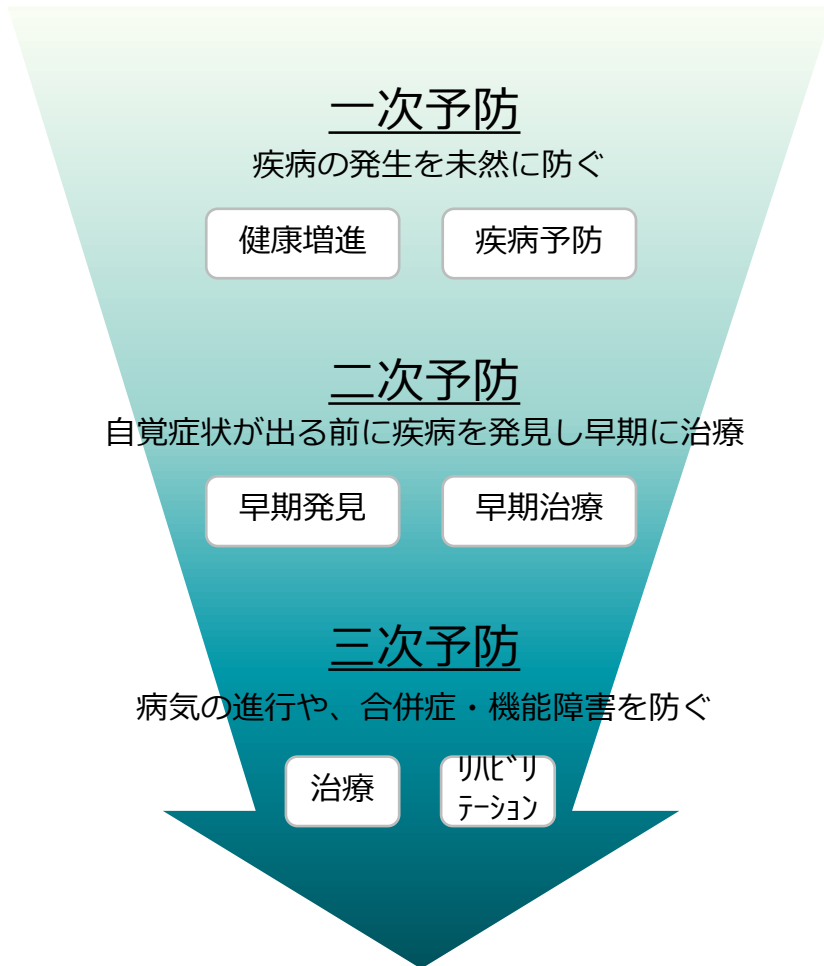 一次予防
疾病の発生を未然に防ぐ
健康増進
疾病予防
二次予防
自覚症状が出る前に疾病を発見し早期に治療
早期発見
早期治療
三次予防
病気の進行や、合併症・機能障害を防ぐ
治療
ﾘﾊﾋﾞﾘ
ﾃｰｼｮﾝ